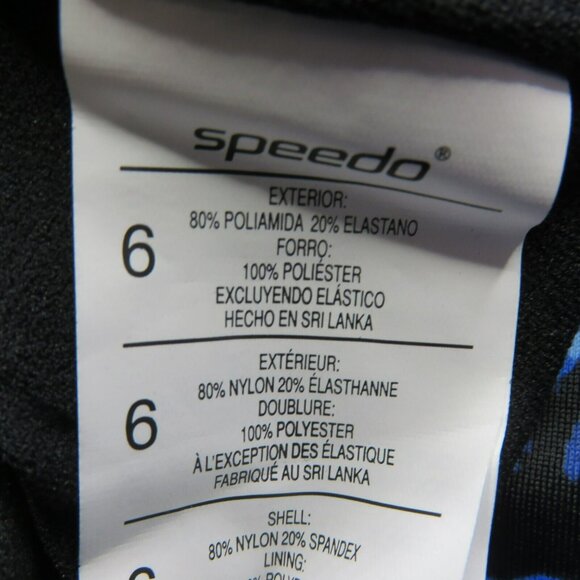 speedo®
EXTERIOR:
80% POLIAMIDA 20% ELASTANO
FORRO:
6
100% POLIÉSTER
EXCLUYENDO ELÁSTICO
HECHO EN SRI LANKA
EXTÉRIEUR:
80% NYLON 20% ÉLASTHANNE
DOUBLURE:
6
100% POLYESTER
À L'EXCEPTION DES ÉLASTIQUE
FABRIQUÉ AU SRI LANKA
SHELL:
80% NYLON 20% SPANDEX
LINING:
6